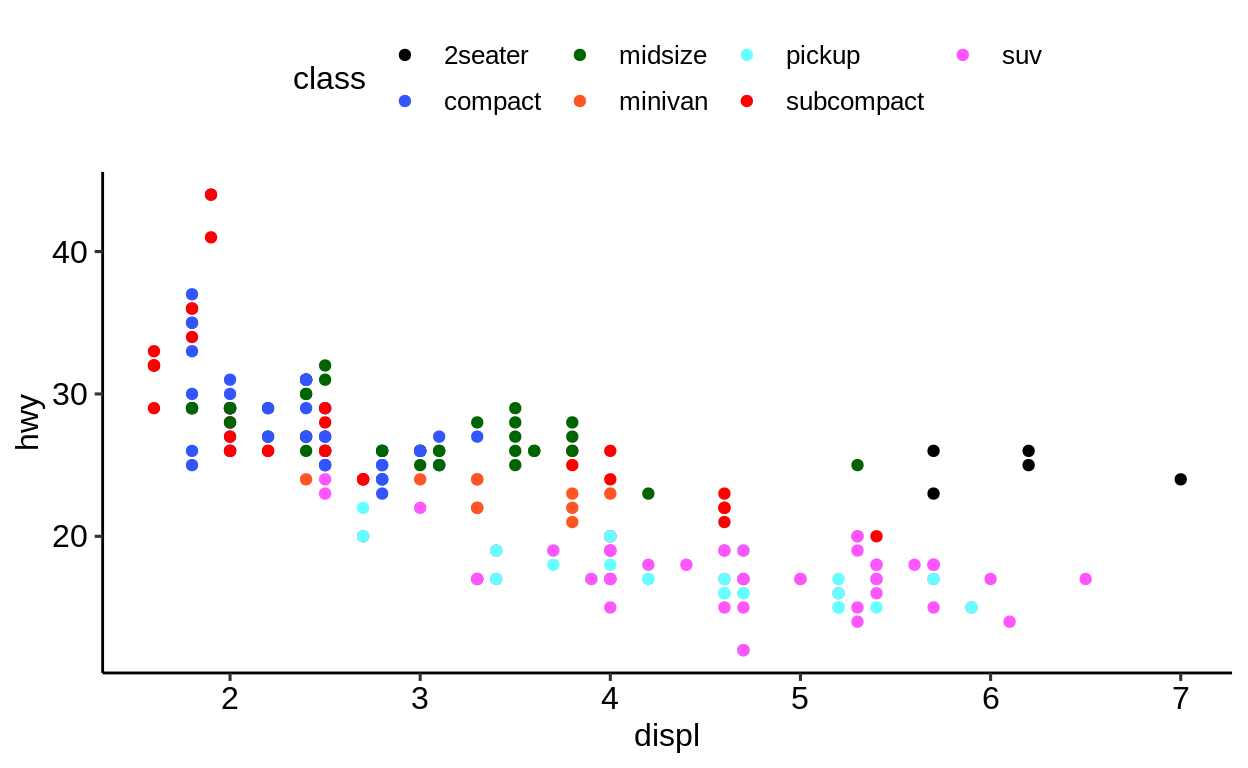 class
2seater midsize pickup suv
compact minivan subcompact
40
30
20
hwy
2 3 4 5 6 7
displ